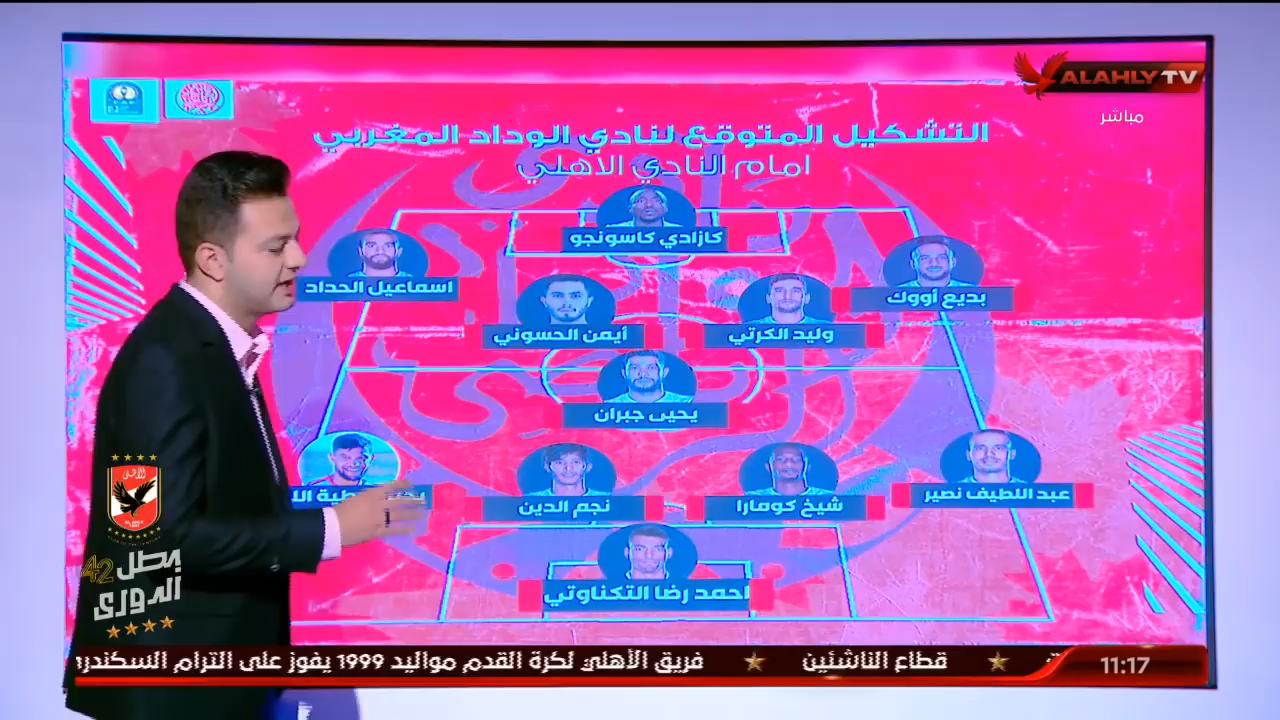 ALAHLY TV
مباشر
التشكيل المتوقع لنادي الوداد المغربي
امام النادي الاهلي
كازادي كاسونجو
اسماعيل الحداد
بديع أووك
أيمن الحسوني
وليد الكرتي
يحيى جبران
عبد اللطيف نصير
شيخ كومارا
نجم الدين
احمد رضا التكناوتي
بطل
الدورى
42
قطاع الناشئين
فريق الأهلي لكرة القدم مواليد 1999 يفوز على الترام السكندرى
11:17